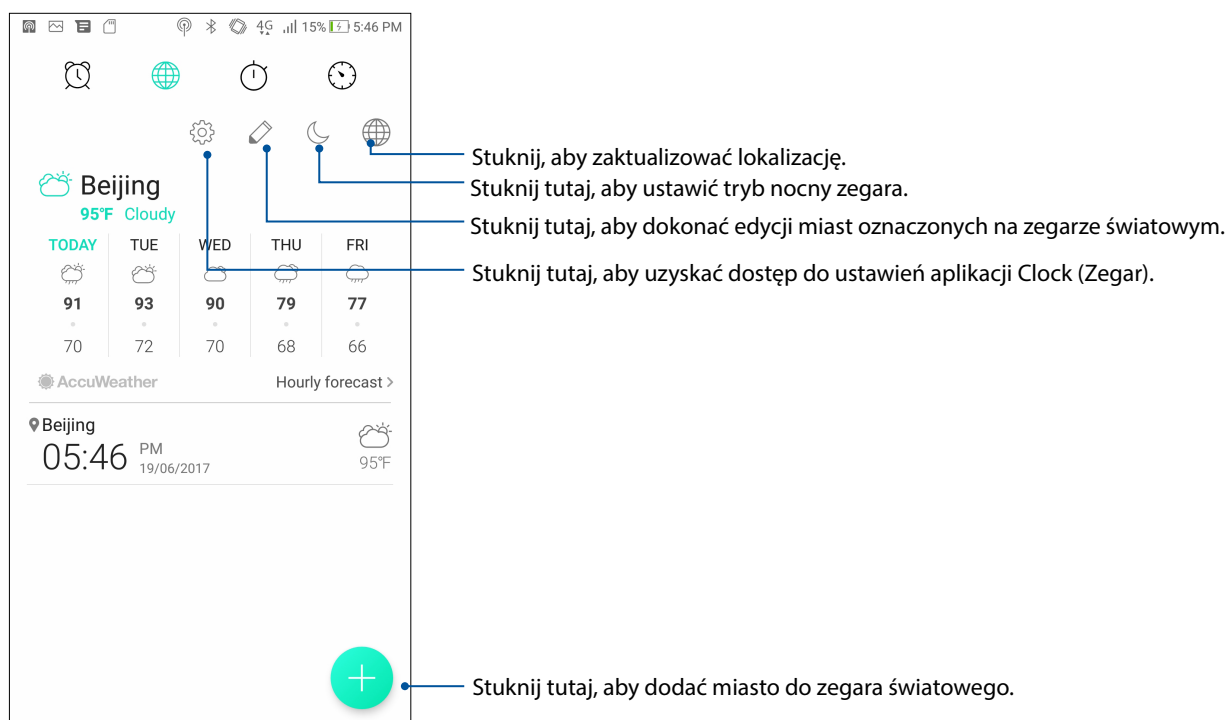 4G 15% 5:46 PM
Stuknij, aby zaktualizować lokalizację.
Stuknij tutaj, aby ustawić tryb nocny zegara.
Stuknij tutaj, aby dokonać edycji miast oznaczonych na zegarze światowym.
Stuknij tutaj, aby uzyskać dostęp do ustawień aplikacji Clock (Zegar).
Beijing
95°F Cloudy
TODAY TUE WED THU FRI
91 93 90 79 77
70 72 70 68 66
AccuWeather Hourly forecast >
Beijing
05:46 PM
19/06/2017
95°F
Stuknij tutaj, aby dodać miasto do zegara światowego.